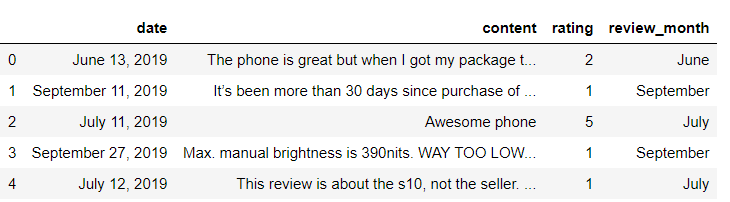 date content rating review_month
0 June 13, 2019 The phone is great but when I got my package t... 2 June
1 September 11, 2019 It’s been more than 30 days since purchase of ... 1 September
2 July 11, 2019 Awesome phone 5 July
3 September 27, 2019 Max. manual brightness is 390nits. WAY TOO LOW... 1 September
4 July 12, 2019 This review is about the s10, not the seller. ... 1 July